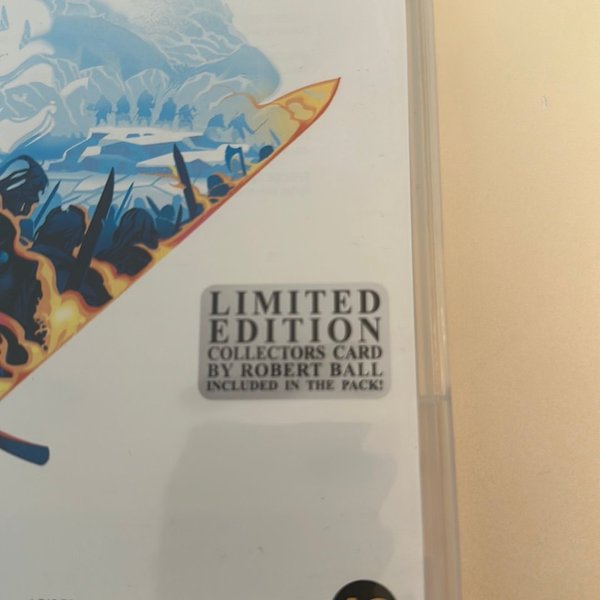 LIMITED
EDITION
COLLECTORS CARD
BY ROBERT BALL
INCLUDED IN THE PACK!